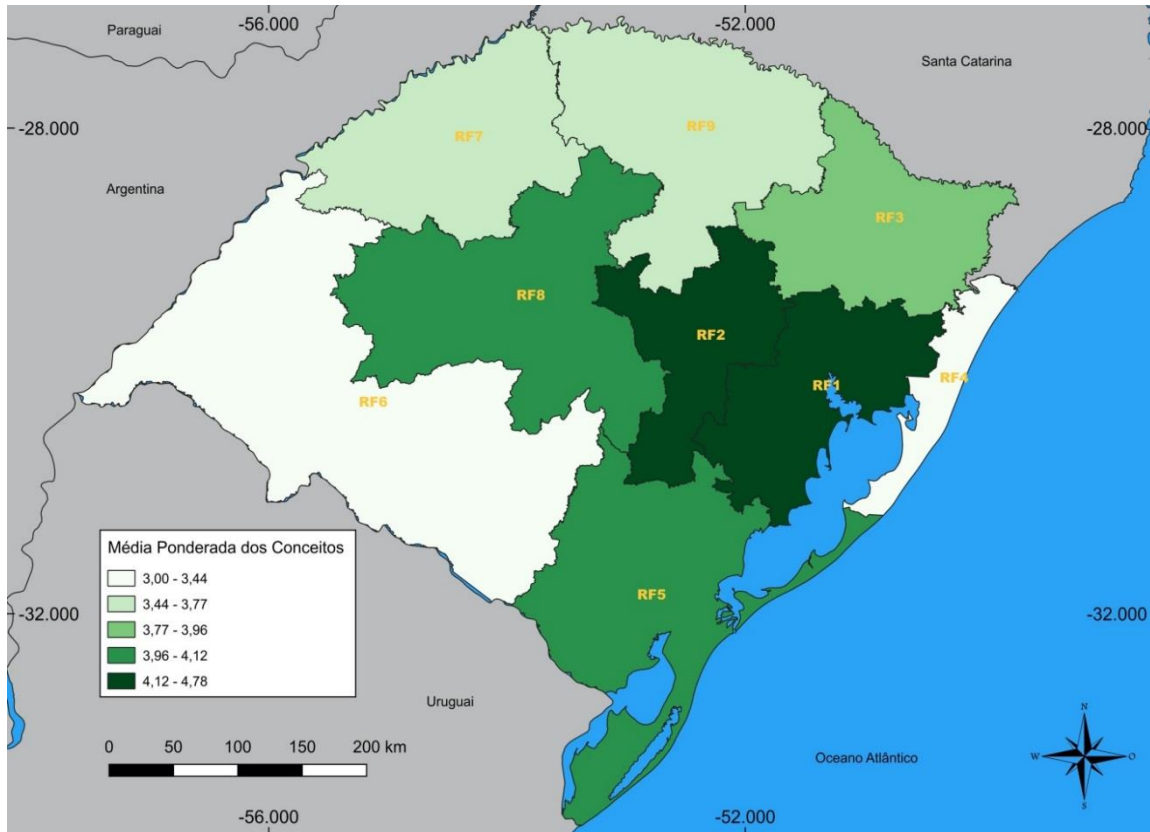 -56.000
-52.000
Paraguai
Santa Catarina
-28.000
-28.000
RF7
RF9
Argentina
RF3
RF8
RF2
RF4
RF1
RF6
Média Ponderada dos Conceitos
3,00 - 3,44
3,44 - 3,77
3,77 - 3,96
3,96 - 4,12
4,12 - 4,78
RF5
-32.000
-32.000
Uruguai
0 50 100 150 200 km
Oceano Atlântico
N
W
O
S
-56.000
-52.000